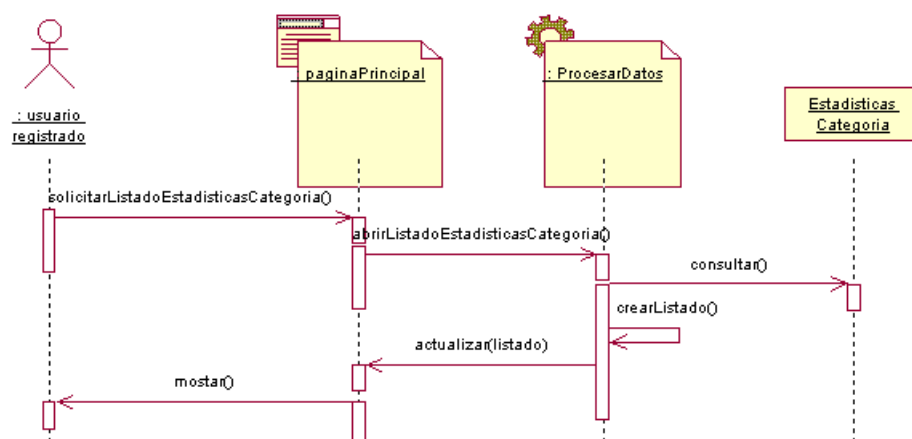 : usuario
registrado
: paginaPrincipal
: ProcesarDatos
Estadisticas
Categoria
solicitarListadoEstadisticasCategoria()
abrirListadoEstadisticasCategoria()
consultar()
crearListado()
actualizar(listado)
mostar()